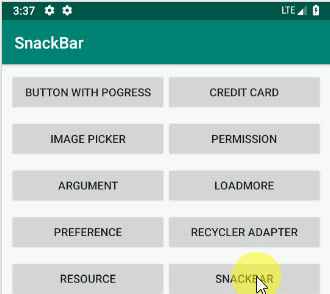 3:37 LTE
SnackBar
BUTTON WITH POGRESS CREDIT CARD
IMAGE PICKER PERMISSION
ARGUMENT LOADMORE
PREFERENCE RECYCLER ADAPTER
RESOURCE SNACKBAR